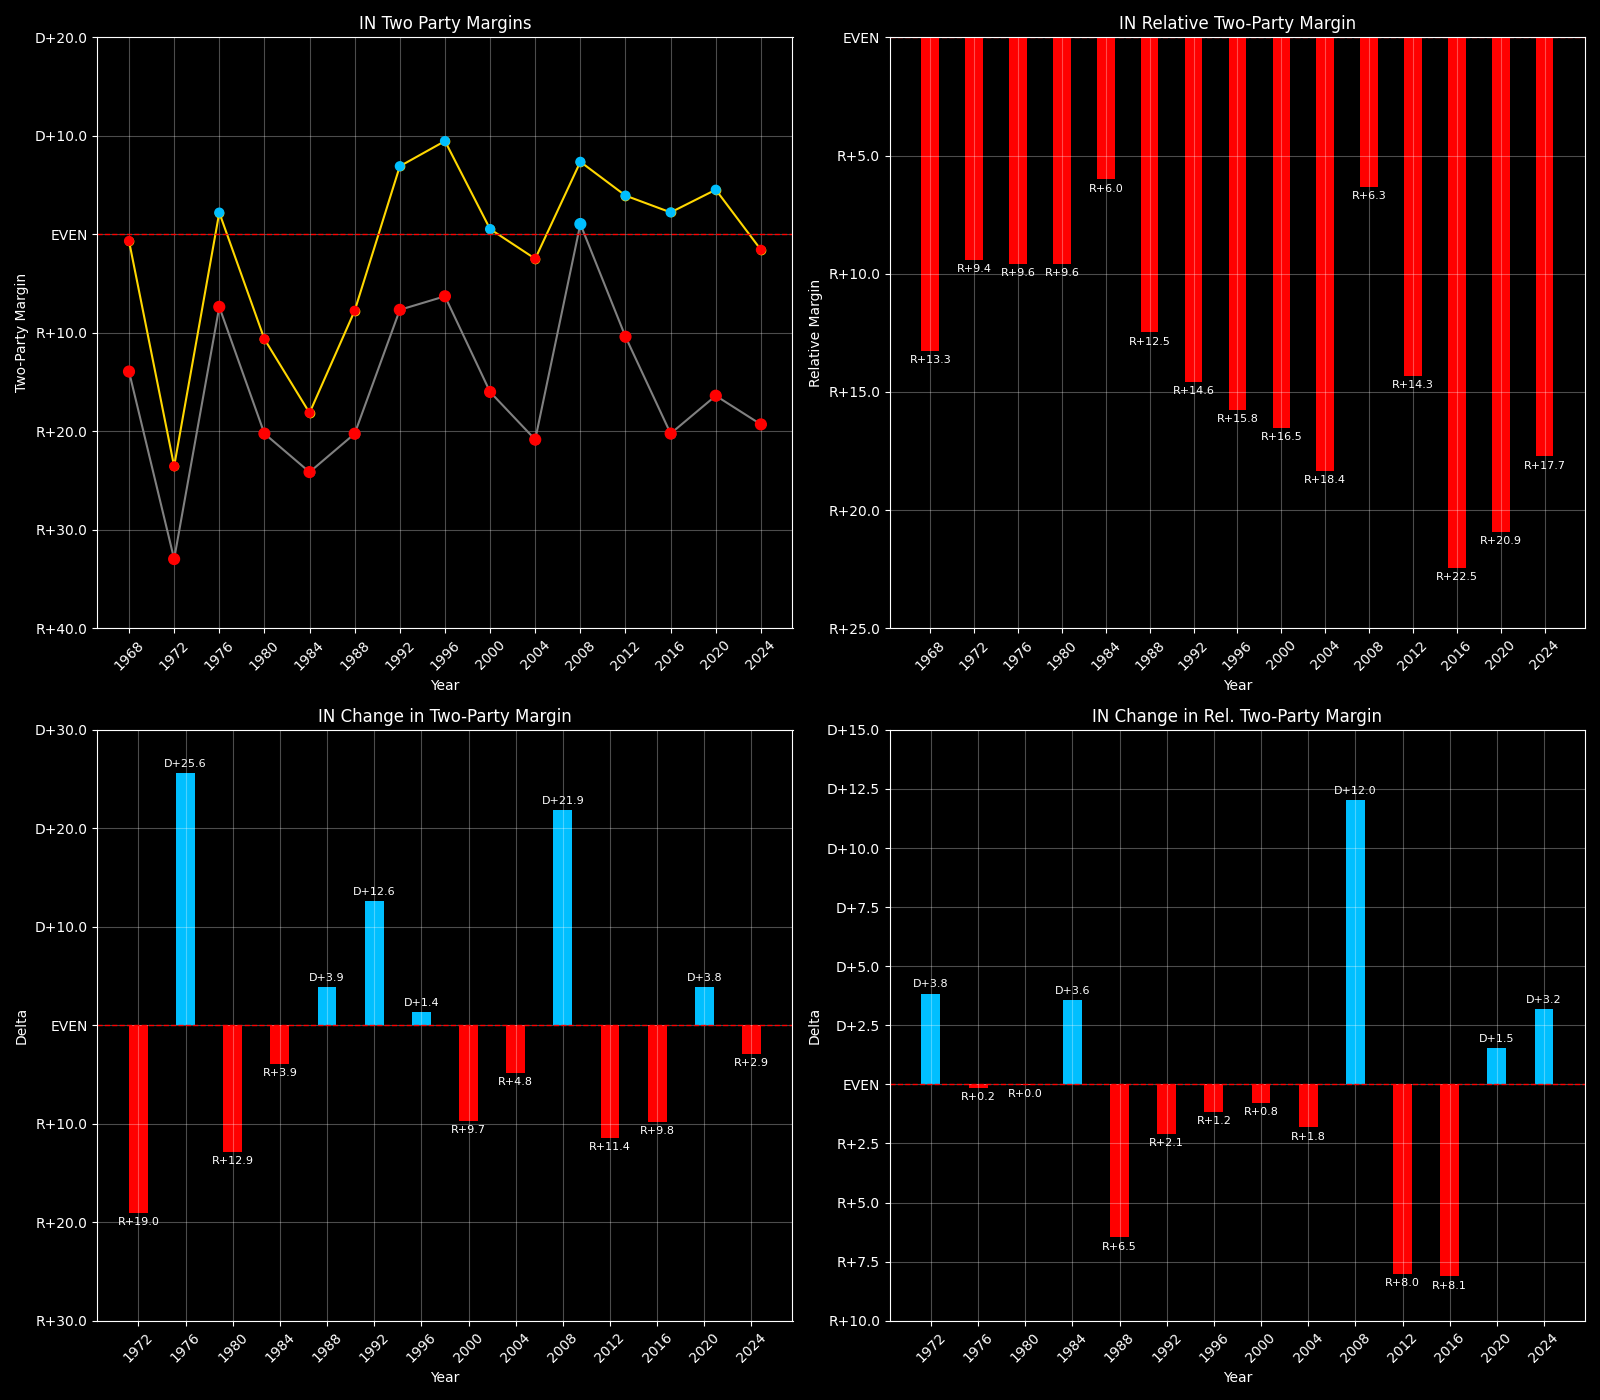 IN Two Party Margins
D+20.0
D+10.0
EVEN
R+10.0
R+20.0
R+30.0
R+40.0
Two-Party Margin
1968 1972 1976 1980 1984 1988 1992 1996 2000 2004 2008 2012 2016 2020 2024
Year
IN Relative Two-Party Margin
EVEN
R+5.0
R+10.0
R+15.0
R+20.0
R+25.0
Relative Margin
R+13.3
R+9.4
R+9.6
R+9.6
R+6.0
R+12.5
R+14.6
R+15.8
R+16.5
R+18.4
R+6.3
R+14.3
R+22.5
R+20.9
R+17.7
1968 1972 1976 1980 1984 1988 1992 1996 2000 2004 2008 2012 2016 2020 2024
Year
IN Change in Two-Party Margin
D+30.0
D+20.0
D+10.0
EVEN
R+10.0
R+20.0
R+30.0
Delta
R+19.0
D+25.6
R+12.9
R+3.9
D+3.9
D+12.6
D+1.4
R+9.7
R+4.8
D+21.9
R+11.4
R+9.8
D+3.8
R+2.9
1972 1976 1980 1984 1988 1992 1996 2000 2004 2008 2012 2016 2020 2024
Year
IN Change in Rel. Two-Party Margin
D+15.0
D+12.5
D+10.0
D+7.5
D+5.0
D+2.5
EVEN
R+2.5
R+5.0
R+7.5
R+10.0
Delta
D+3.8
R+0.2
R+0.0
D+3.6
R+6.5
R+2.1
R+1.2
R+0.8
R+1.8
D+12.0
R+8.0
R+8.1
D+1.5
D+3.2
1972 1976 1980 1984 1988 1992 1996 2000 2004 2008 2012 2016 2020 2024
Year